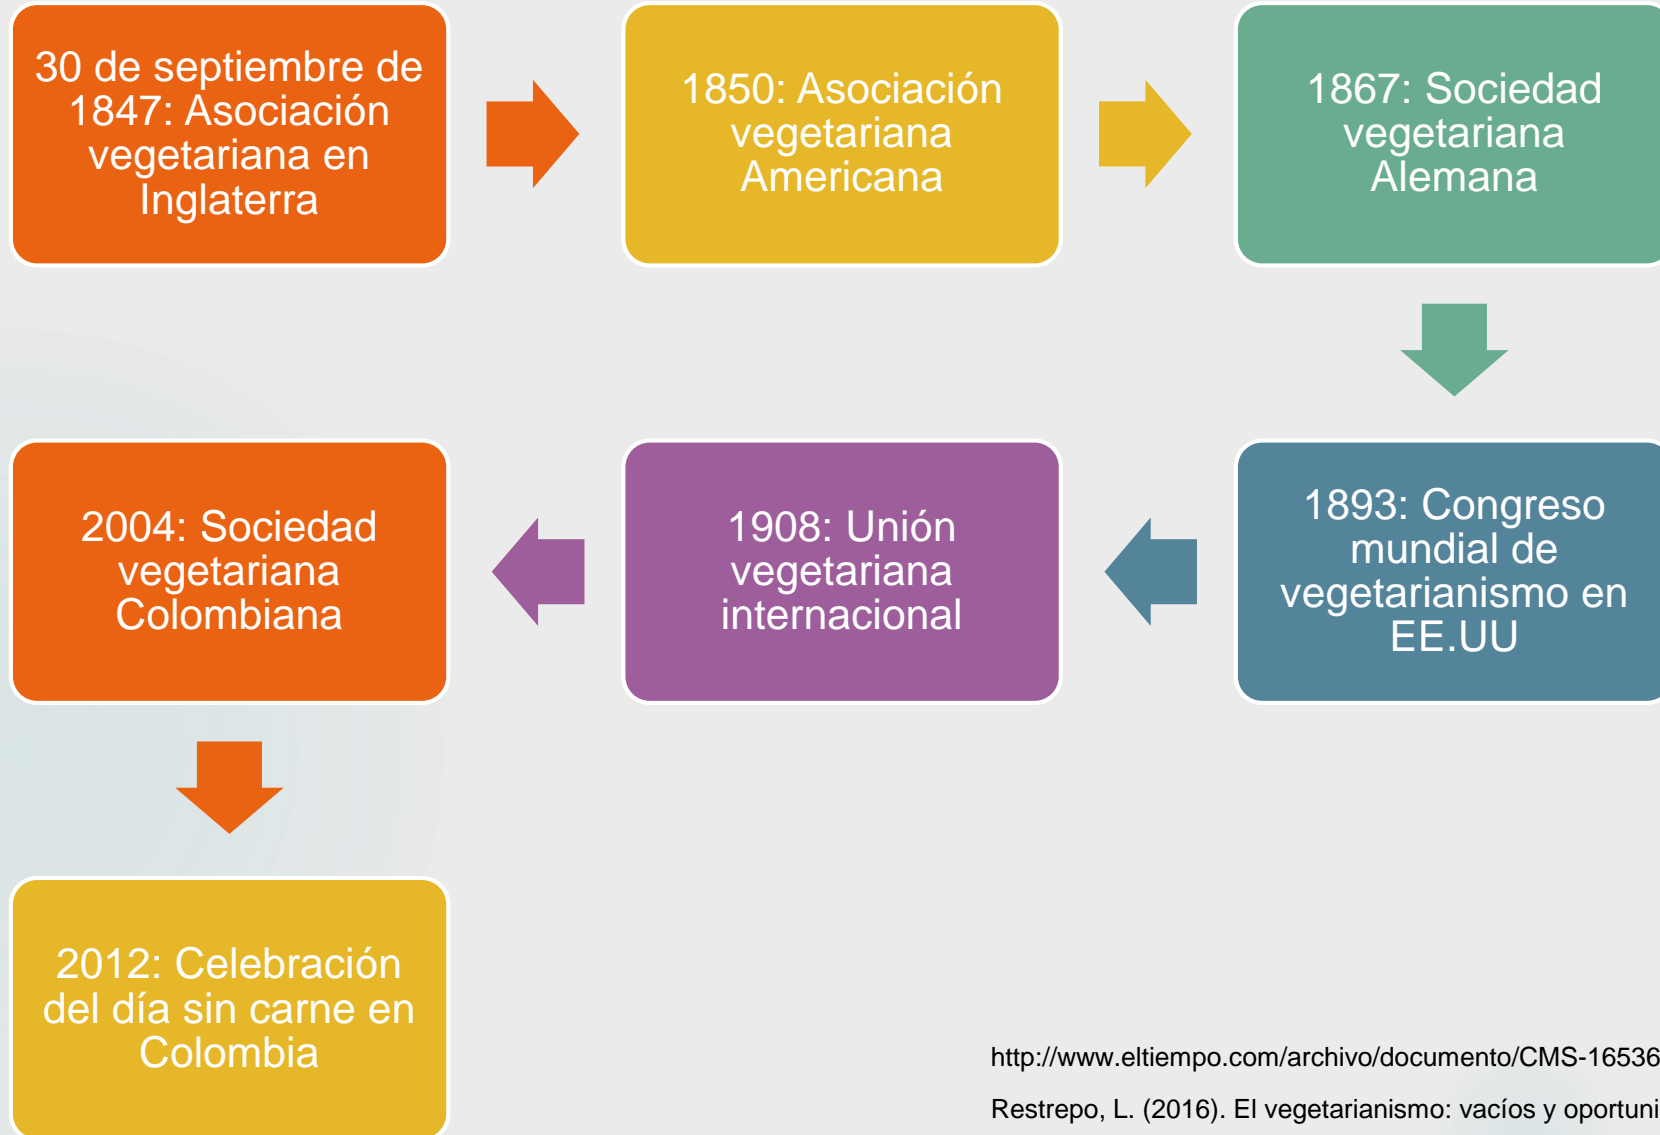 30 de septiembre de
1847: Asociación
vegetariana en
Inglaterra
1850: Asociación
vegetariana
Americana
1867: Sociedad
vegetariana
Alemana
1893: Congreso
mundial de
vegetarianismo en
EE.UU
1908: Unión
vegetariana
internacional
2004: Sociedad
vegetariana
Colombiana
2012: Celebración
del día sin carne en
Colombia
http://www.eltiempo.com/archivo/documento/CMS-16536
Restrepo, L. (2016). El vegetarianismo: vacíos y oportuni